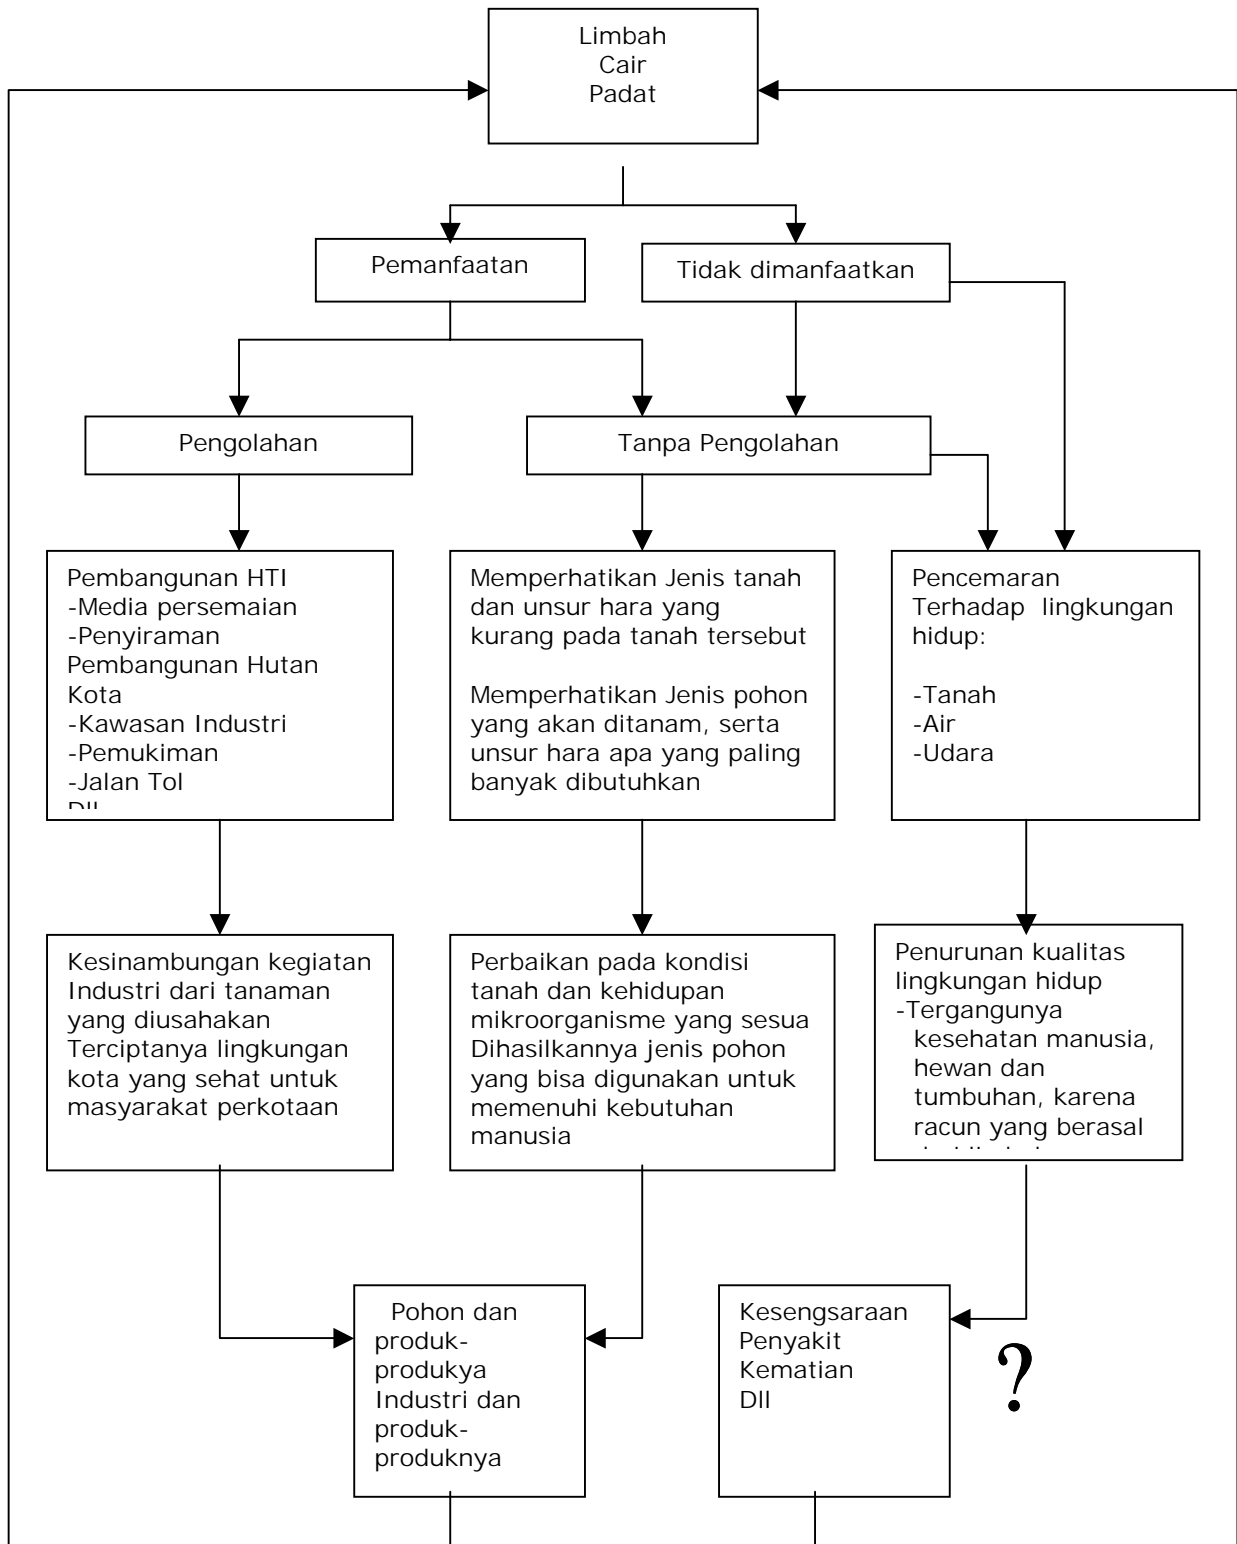 Limbah
Cair
Padat
Pemanfaatan
Tidak dimanfaatkan
Pengolahan
Tanpa Pengolahan
Pembangunan HTI
-Media persemaian
-Penyiraman
Pembangunan Hutan
Kota
-Kawasan Industri
-Pemukiman
-Jalan Tol
Dll
Memperhatikan Jenis tanah
dan unsur hara yang
kurang pada tanah tersebut
Memperhatikan Jenis pohon
yang akan ditanam, serta
unsur hara apa yang paling
banyak dibutuhkan
Pencemaran
Terhadap lingkungan
hidup:
-Tanah
-Air
-Udara
Kesinambungan kegiatan
Industri dari tanaman
yang diusahakan
Terciptanya lingkungan
kota yang sehat untuk
masyarakat perkotaan
Perbaikan pada kondisi
tanah dan kehidupan
mikroorganisme yang sesua
Dihasilkannya jenis pohon
yang bisa digunakan untuk
memenuhi kebutuhan
manusia
Penurunan kualitas
lingkungan hidup
-Tergangunya
kesehatan manusia,
hewan dan
tumbuhan, karena
racun yang berasal
Pohon dan
produk-
produkya
Industri dan
produk-
produknya
Kesengsaraan
Penyakit
Kematian
Dll
?